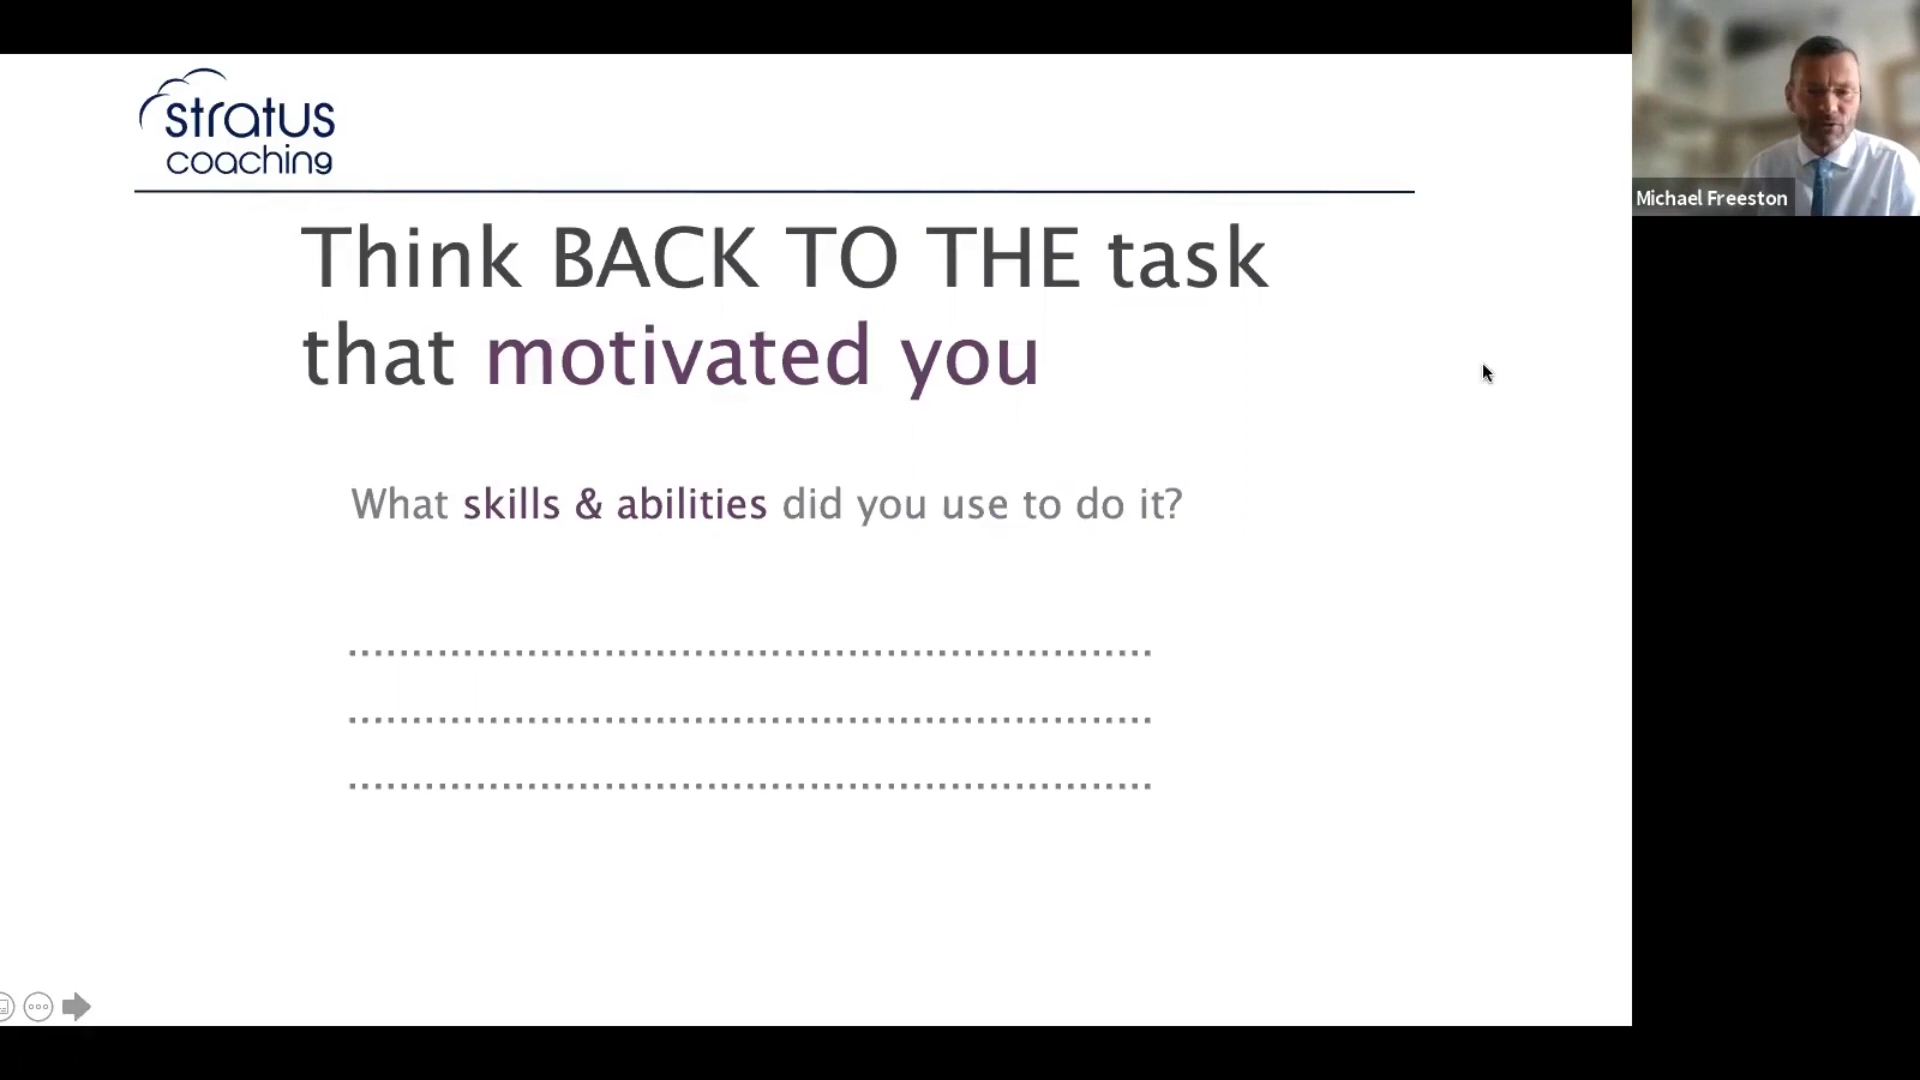 stratus
coaching
Think BACK TO THE task
that motivated you
What skills & abilities did you use to do it?
................................................................
................................................................
................................................................
Michael Freeston